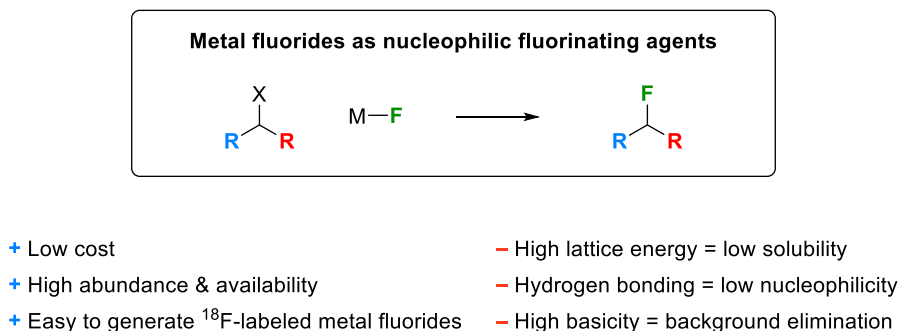 Metal fluorides as nucleophilic fluorinating agents
X
M–F
F
R R
R R
+ Low cost
+ High abundance & availability
+ Easy to generate ¹⁸F-labeled metal fluorides
– High lattice energy = low solubility
– Hydrogen bonding = low nucleophilicity
– High basicity = background elimination